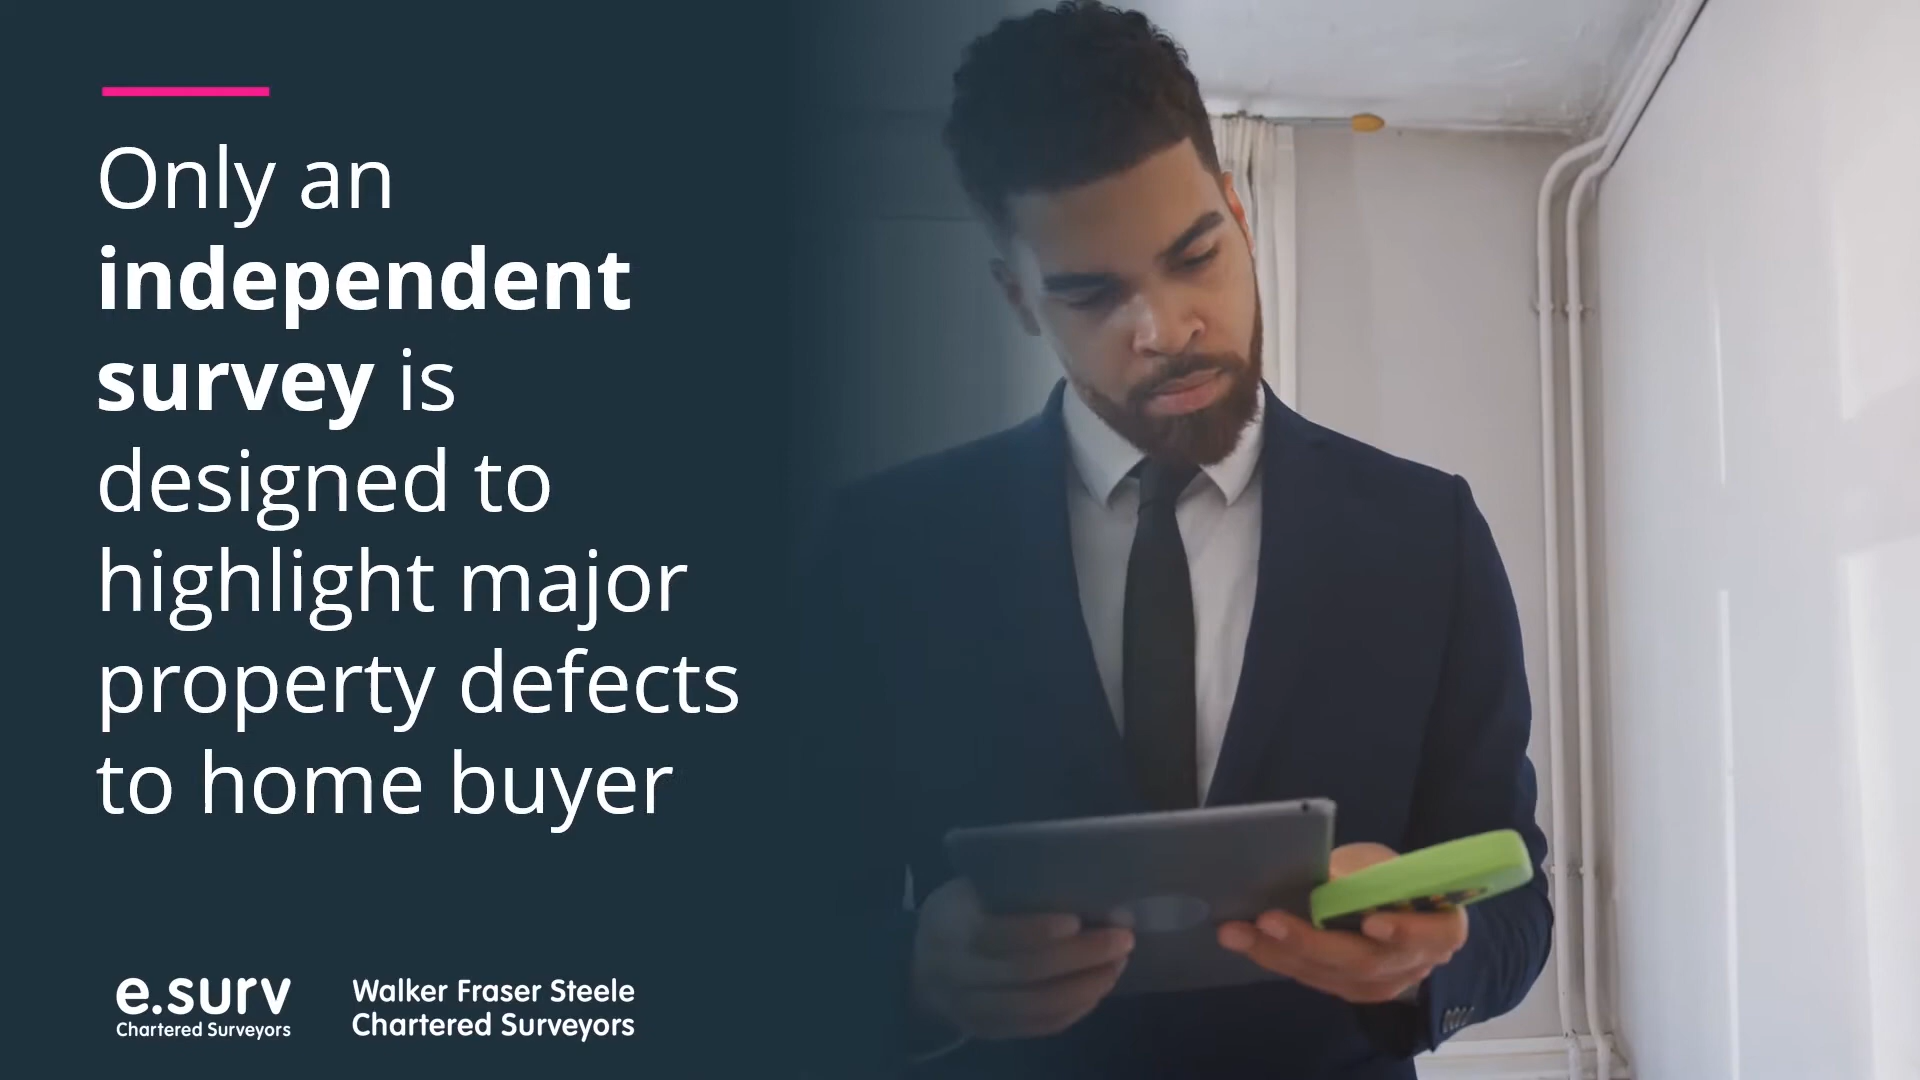 Only an
independent
survey is
designed to
highlight major
property defects
to home buyer
e.surv
Chartered Surveyors
Walker Fraser Steele
Chartered Surveyors